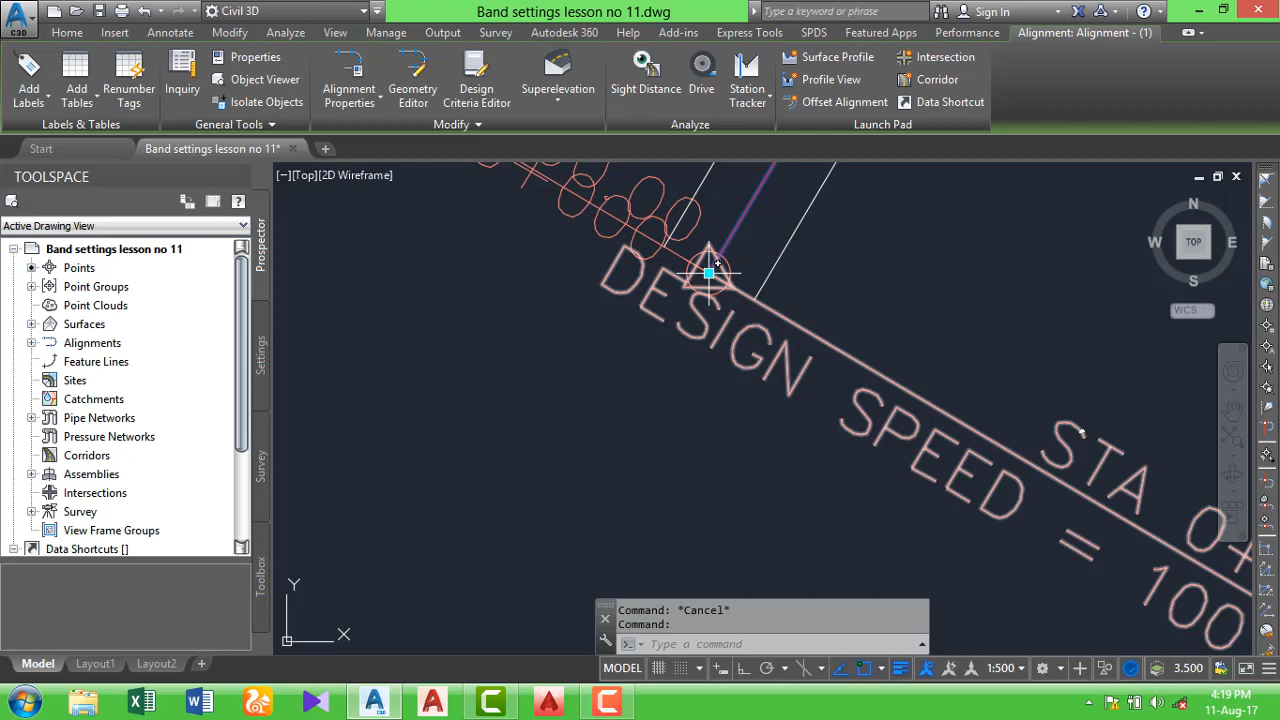 C3D
Civil 3D
Band settings lesson no 11.dwg
Type a keyword or phrase
Sign In
Home
Insert
Annotate
Modify
Analyze
View
Manage
Output
Survey
Autodesk 360
Help
Add-ins
Express Tools
SPDS
Featured Apps
Performance
Alignment: Alignment - (1)
Add Labels
Add Tables
Renumber Tags
Labels & Tables
Inquiry
Properties
Object Viewer
Isolate Objects
General Tools
Alignment Properties
Geometry Editor
Design Criteria Editor
Superelevation
Modify
Sight Distance
Drive
Station Tracker
Analyze
Surface Profile
Profile View
Offset Alignment
Intersection
Corridor
Data Shortcut
Launch Pad
Start
Band settings lesson no 11*
TOOLSPACE
Active Drawing View
Band settings lesson no 11
Points
Point Groups
Point Clouds
Surfaces
Alignments
Feature Lines
Sites
Catchments
Pipe Networks
Pressure Networks
Corridors
Assemblies
Intersections
Survey
View Frame Groups
Data Shortcuts []
Prospector
Settings
Survey
Toolbox
[−][Top][2D Wireframe]
N
W
TOP
E
S
WCS
DESIGN SPEED = 100
STA 0+
Y
X
Command: *Cancel*
Command:
Type a command
Model
Layout1
Layout2
MODEL
1:500
3.500
4:19 PM
11-Aug-17